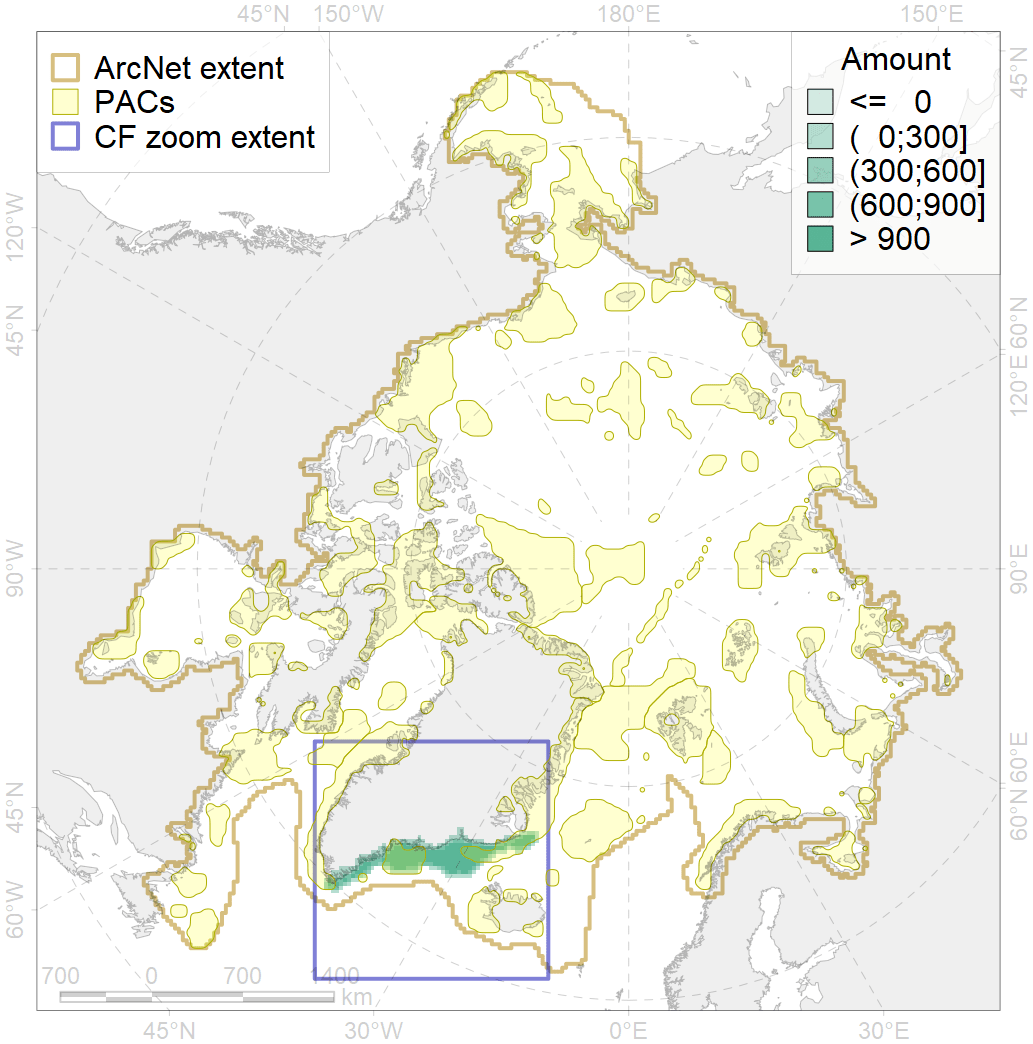 45°N 150°W 180°E 150°E
ArcNet extent
PACs
CF zoom extent
Amount
<= 0
( 0;300]
(300;600]
(600;900]
> 900
120°W
45°N
90°W
45°N
60°W
45°N
60°N
120°E
90°E
60°E
60°N
30°E
700 0 700 1400
km
45°N 30°W 0°E 30°E